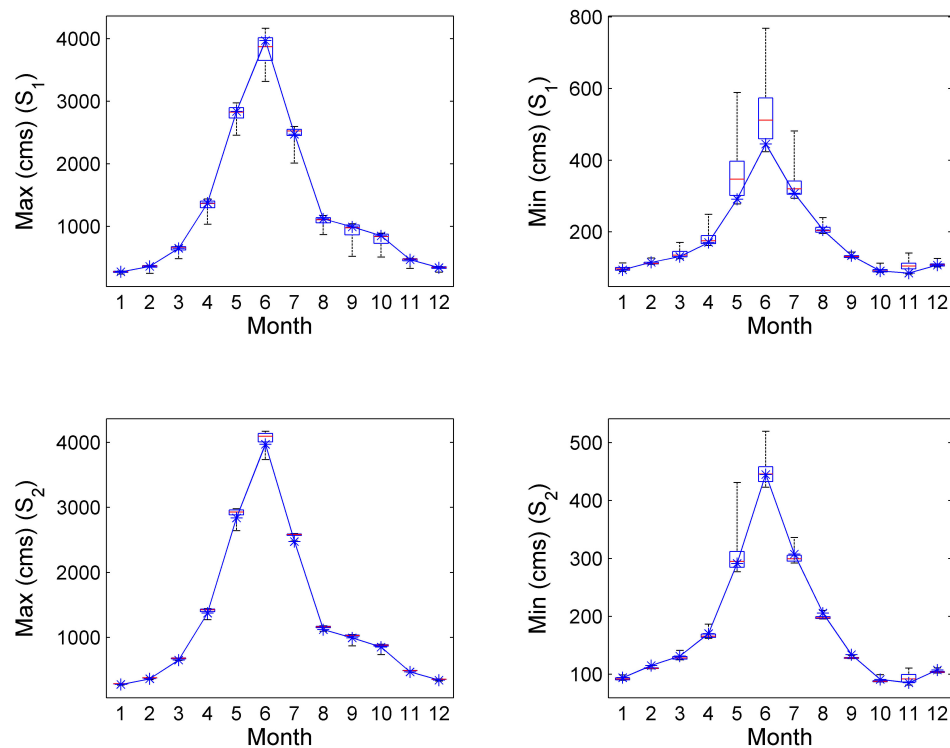 4000
3000
2000
1000
Max (cms) (S1)
1 2 3 4 5 6 7 8 9 10 11 12
Month
800
600
400
200
Min (cms) (S1)
1 2 3 4 5 6 7 8 9 10 11 12
Month
4000
3000
2000
1000
Max (cms) (S2)
1 2 3 4 5 6 7 8 9 10 11 12
Month
500
400
300
200
100
Min (cms) (S2)
1 2 3 4 5 6 7 8 9 10 11 12
Month